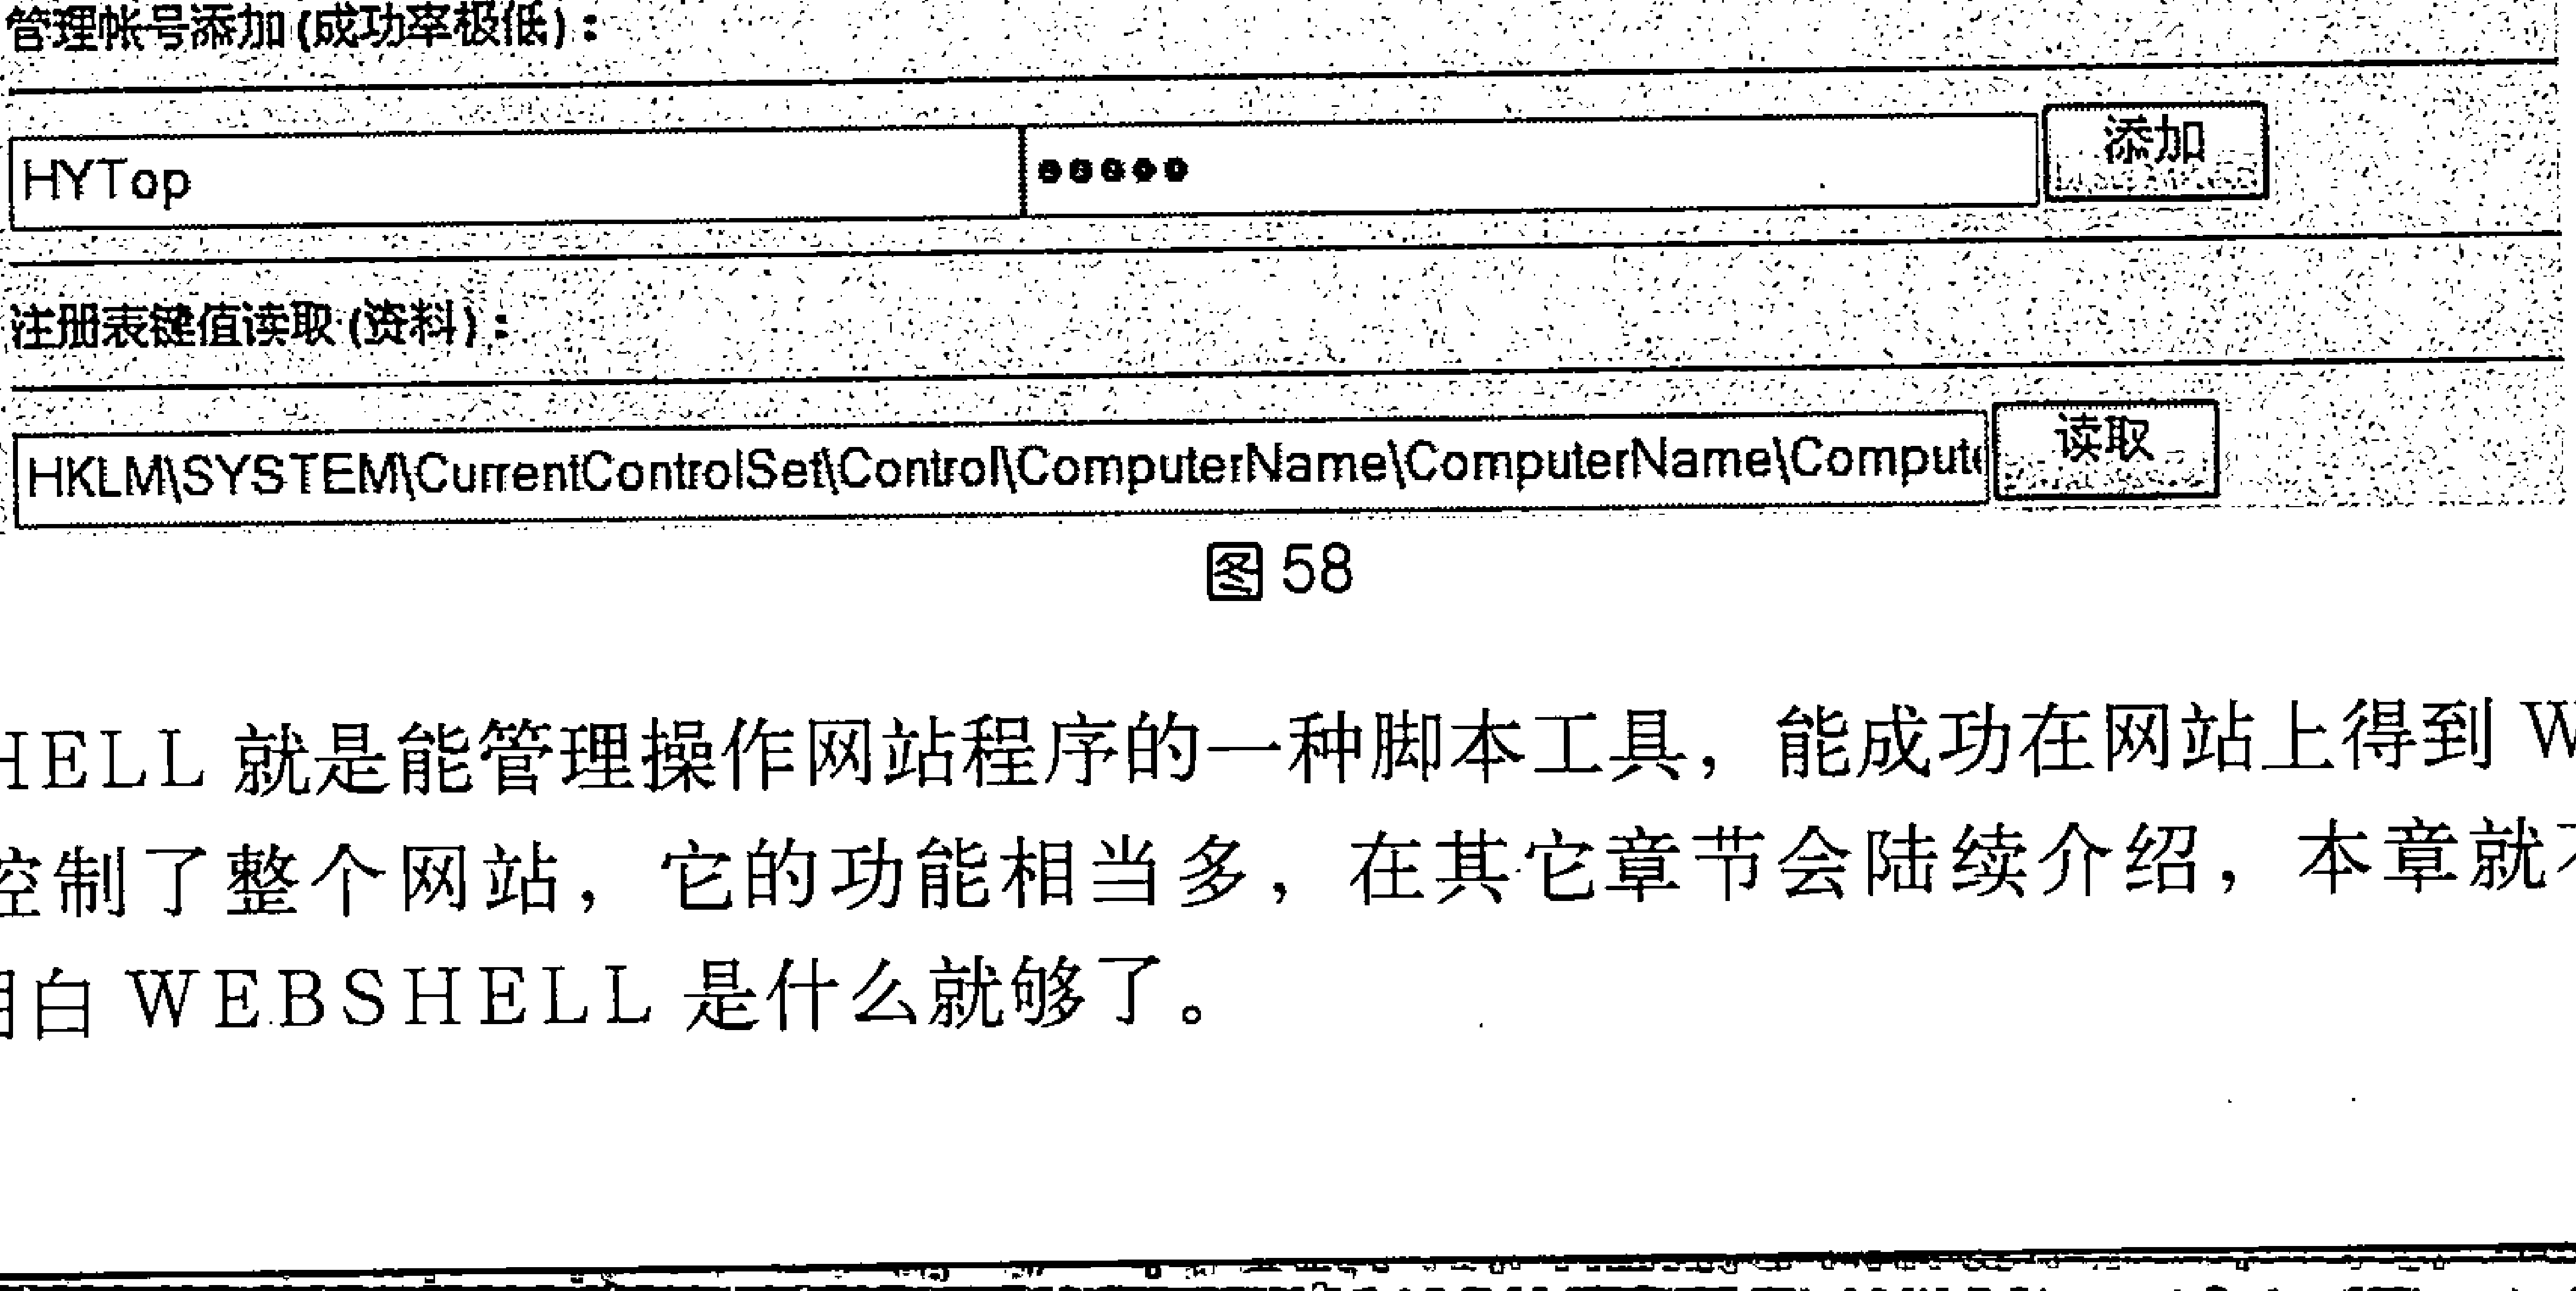 管理帐号添加(成功率极低):
HYTop ●●●●● 添加
注册表键值读取(资料):
HKLM\SYSTEM\CurrentControlSet\Control\ComputerName\ComputerName\Compute 读取
图 58
HELL 就是能管理操作网站程序的一种脚本工具，能成功在网站上得到 W
控制了整个网站，它的功能相当多，在其它章节会陆续介绍，本章就不
白 WEBSHELL 是什么就够了。